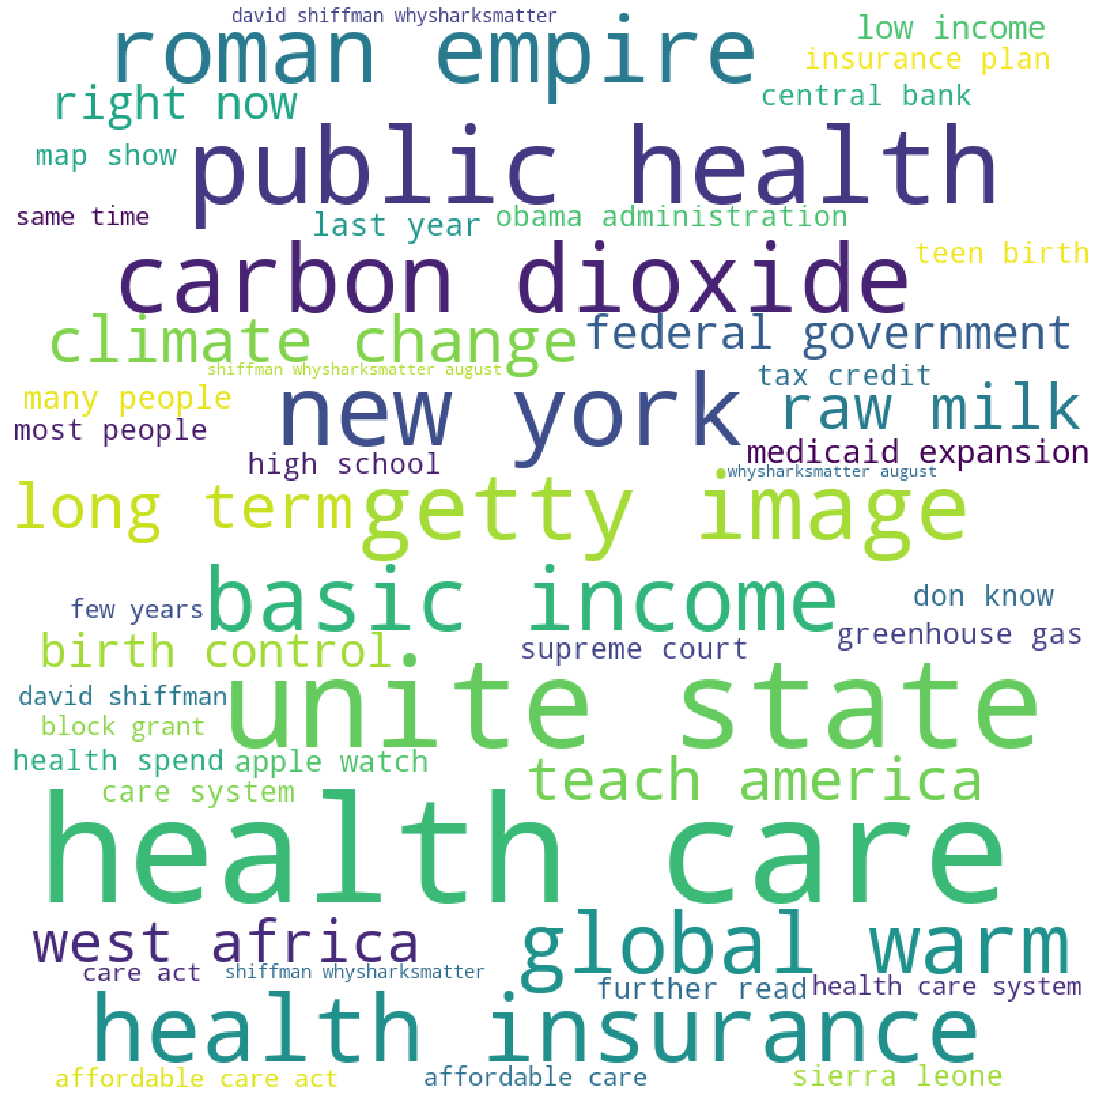 david shiffman whysharksmatter
roman empire
low income
insurance plan
right now
central bank
map show
public health
same time
last year
obama administration
carbon dioxide
teen birth
climate change
federal government
shiffman whysharksmatter august
tax credit
many people
new york
raw milk
most people
high school
medicaid expansion
whysharksmatter august
long term
getty image
basic income
few years
don know
birth control
supreme court
greenhouse gas
david shiffman
unite state
block grant
health spend
apple watch
teach america
care system
health care
west africa
global warm
care act
shiffman whysharksmatter
further read
health care system
health insurance
affordable care act
affordable care
sierra leone